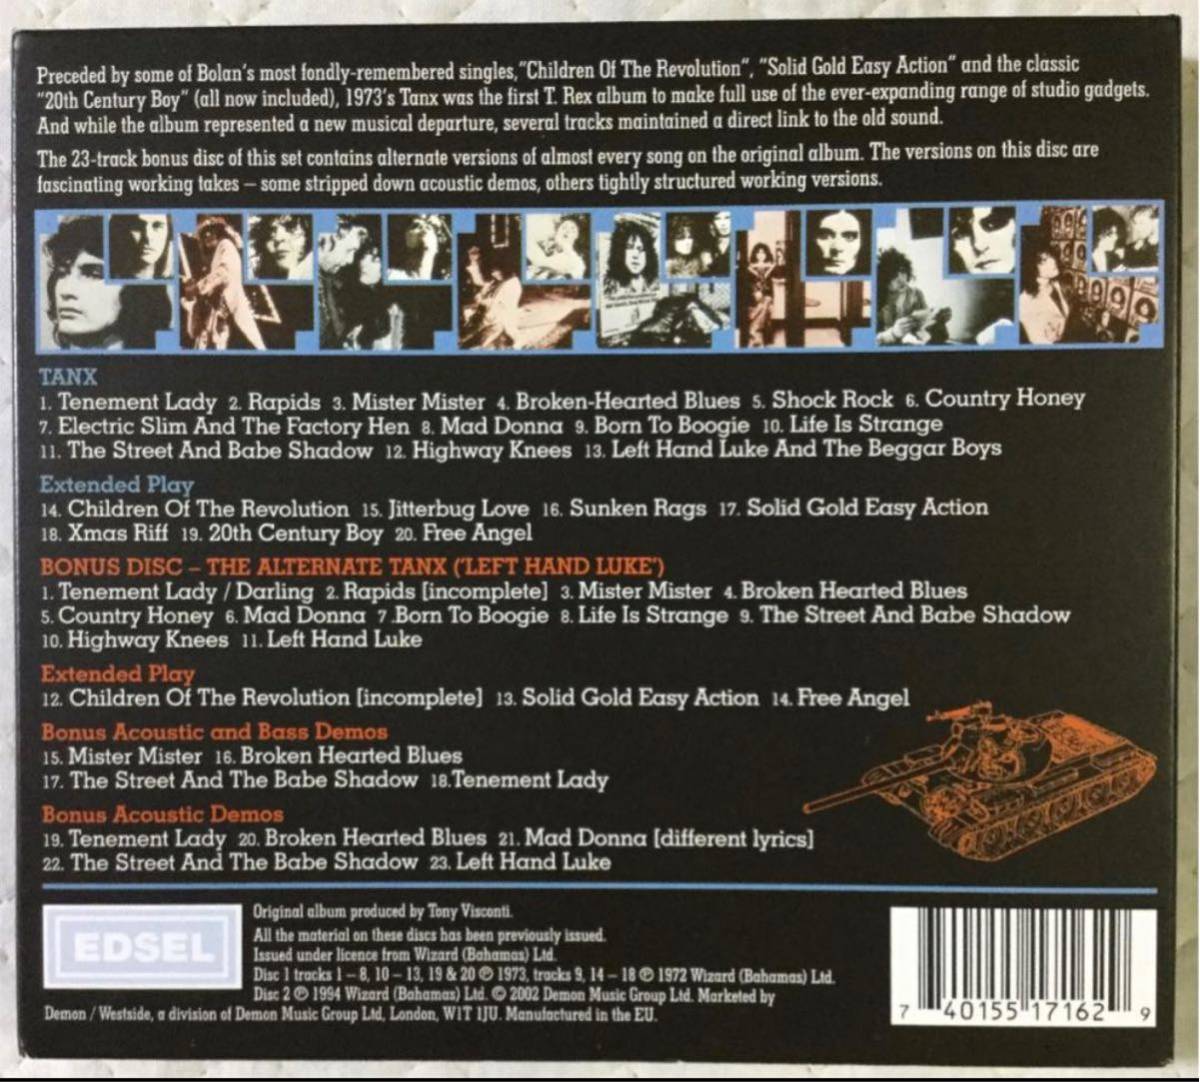 Preceded by some of Bolan's most fondly-remembered singles,"Children Of The Revolution", "Solid Gold Easy Action" and the classic
"20th Century Boy" (all now included), 1973's Tanx was the first T. Rex album to make full use of the ever-expanding range of studio gadgets.
And while the album represented a new musical departure, several tracks maintained a direct link to the old sound.
The 23-track bonus disc of this set contains alternate versions of almost every song on the original album. The versions on this disc are
fascinating working takes – some stripped down acoustic demos, others tightly structured working versions.
TANX
1. Tenement Lady 2. Rapids 3. Mister Mister 4. Broken-Hearted Blues 5. Shock Rock 6. Country Honey
7. Electric Slim And The Factory Hen 8. Mad Donna 9. Born To Boogie 10. Life Is Strange
11. The Street And Babe Shadow 12. Highway Knees 13. Left Hand Luke And The Beggar Boys
Extended Play
14. Children Of The Revolution 15. Jitterbug Love 16. Sunken Rags 17. Solid Gold Easy Action
18. Xmas Riff 19. 20th Century Boy 20. Free Angel
BONUS DISC – THE ALTERNATE TANX ('LEFT HAND LUKE')
1. Tenement Lady / Darling 2. Rapids [incomplete] 3. Mister Mister 4. Broken Hearted Blues
5. Country Honey 6. Mad Donna 7 .Born To Boogie 8. Life Is Strange 9. The Street And Babe Shadow
10. Highway Knees 11. Left Hand Luke
Extended Play
12. Children Of The Revolution [incomplete] 13. Solid Gold Easy Action 14. Free Angel
Bonus Acoustic and Bass Demos
15. Mister Mister 16. Broken Hearted Blues
17. The Street And The Babe Shadow 18.Tenement Lady
Bonus Acoustic Demos
19. Tenement Lady 20. Broken Hearted Blues 21. Mad Donna [different lyrics]
22. The Street And The Babe Shadow 23. Left Hand Luke
EDSEL
Original album produced by Tony Visconti.
All the material on these discs has been previously issued.
Issued under licence from Wizard (Bahamas) Ltd.
Disc 1 tracks 1 – 8, 10 – 13, 19 & 20 ℗ 1973, tracks 9, 14 – 18 ℗ 1972 Wizard (Bahamas) Ltd.
Disc 2 ℗ 1994 Wizard (Bahamas) Ltd. © 2002 Demon Music Group Ltd. Marketed by
Demon / Westside, a division of Demon Music Group Ltd, London, W1T 1JU. Manufactured in the EU.
7 40155 17162 9